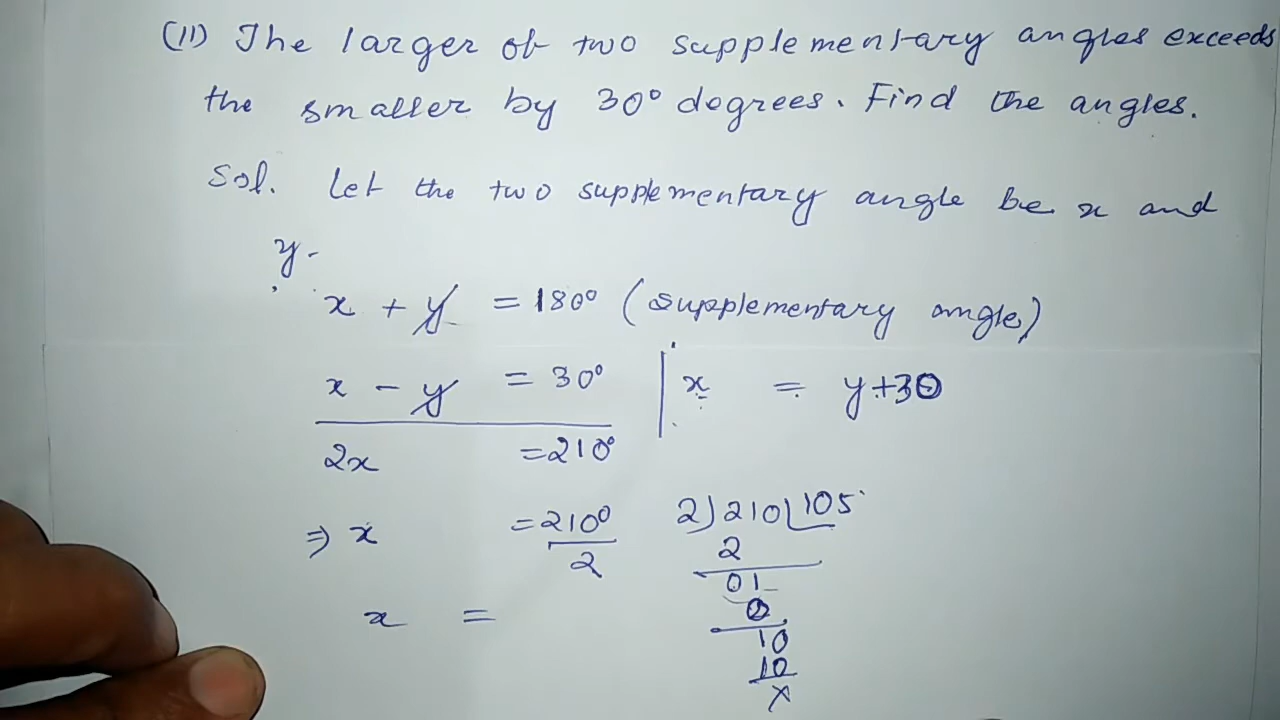 (11) The larger of two supplementary angles exceeds
the smaller by 30° degrees. Find the angles.
Sol. Let the two supplementary angle be x and
y.
x + y = 180° (supplementary angle)
x - y = 30° | x = y+30
2x = 210°
⇒ x = 210°/2
2)210(105
2
01
0
10
10
x
x =